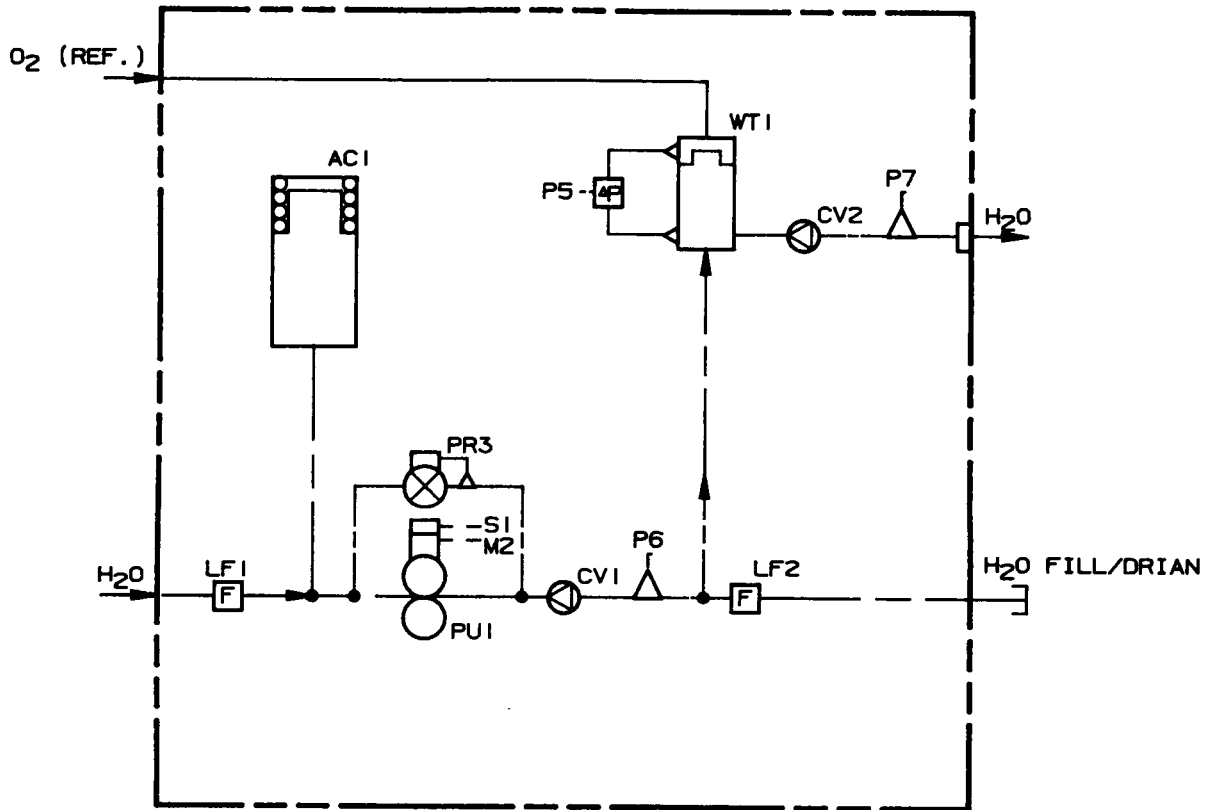 O2 (REF.)
AC1
WT1
P5
ΔP
P7
CV2
H2O
PR3
S1
M2
H2O
LF1
F
PU1
CV1
P6
LF2
F
H2O FILL/DRIAN